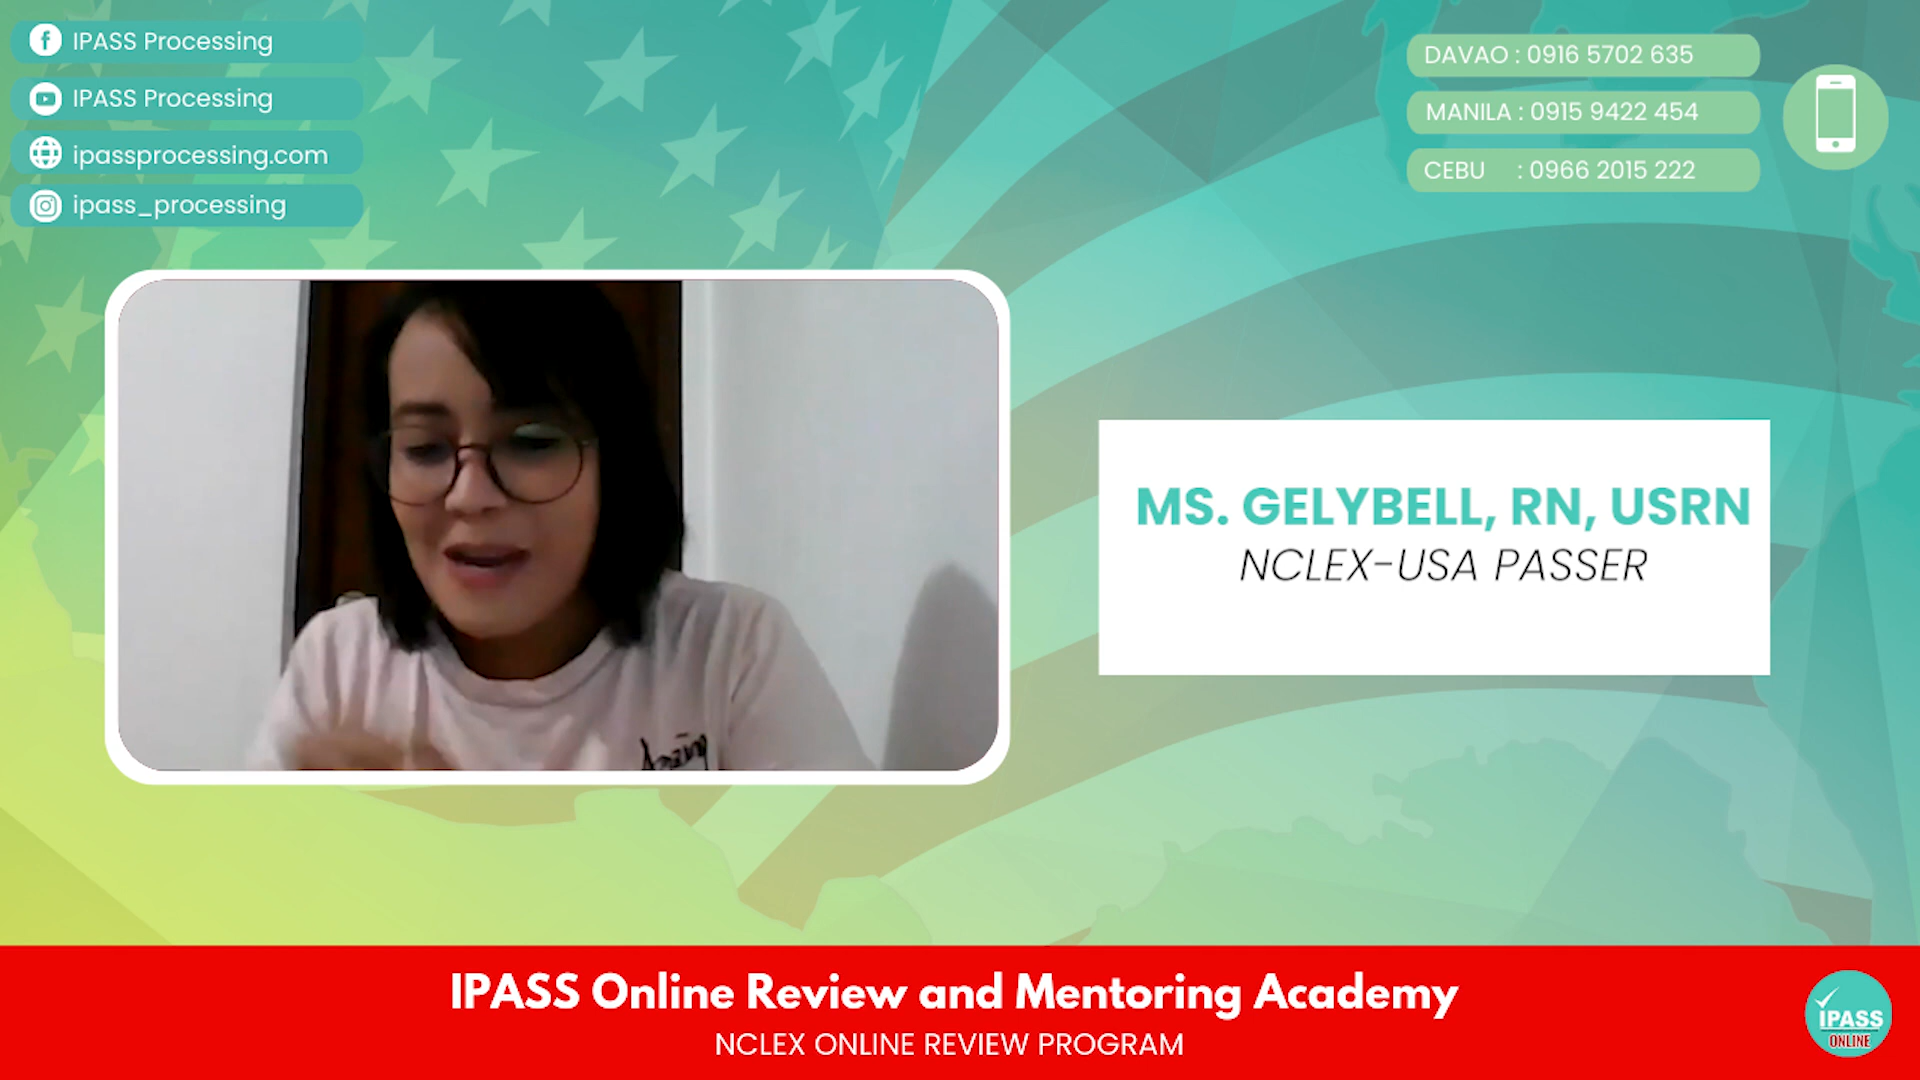 IPASS Processing
IPASS Processing
ipassprocessing.com
ipass_processing
DAVAO : 0916 5702 635
MANILA : 0915 9422 454
CEBU : 0966 2015 222
MS. GELYBELL, RN, USRN
NCLEX-USA PASSER
IPASS Online Review and Mentoring Academy
NCLEX ONLINE REVIEW PROGRAM
IPASS
ONLINE